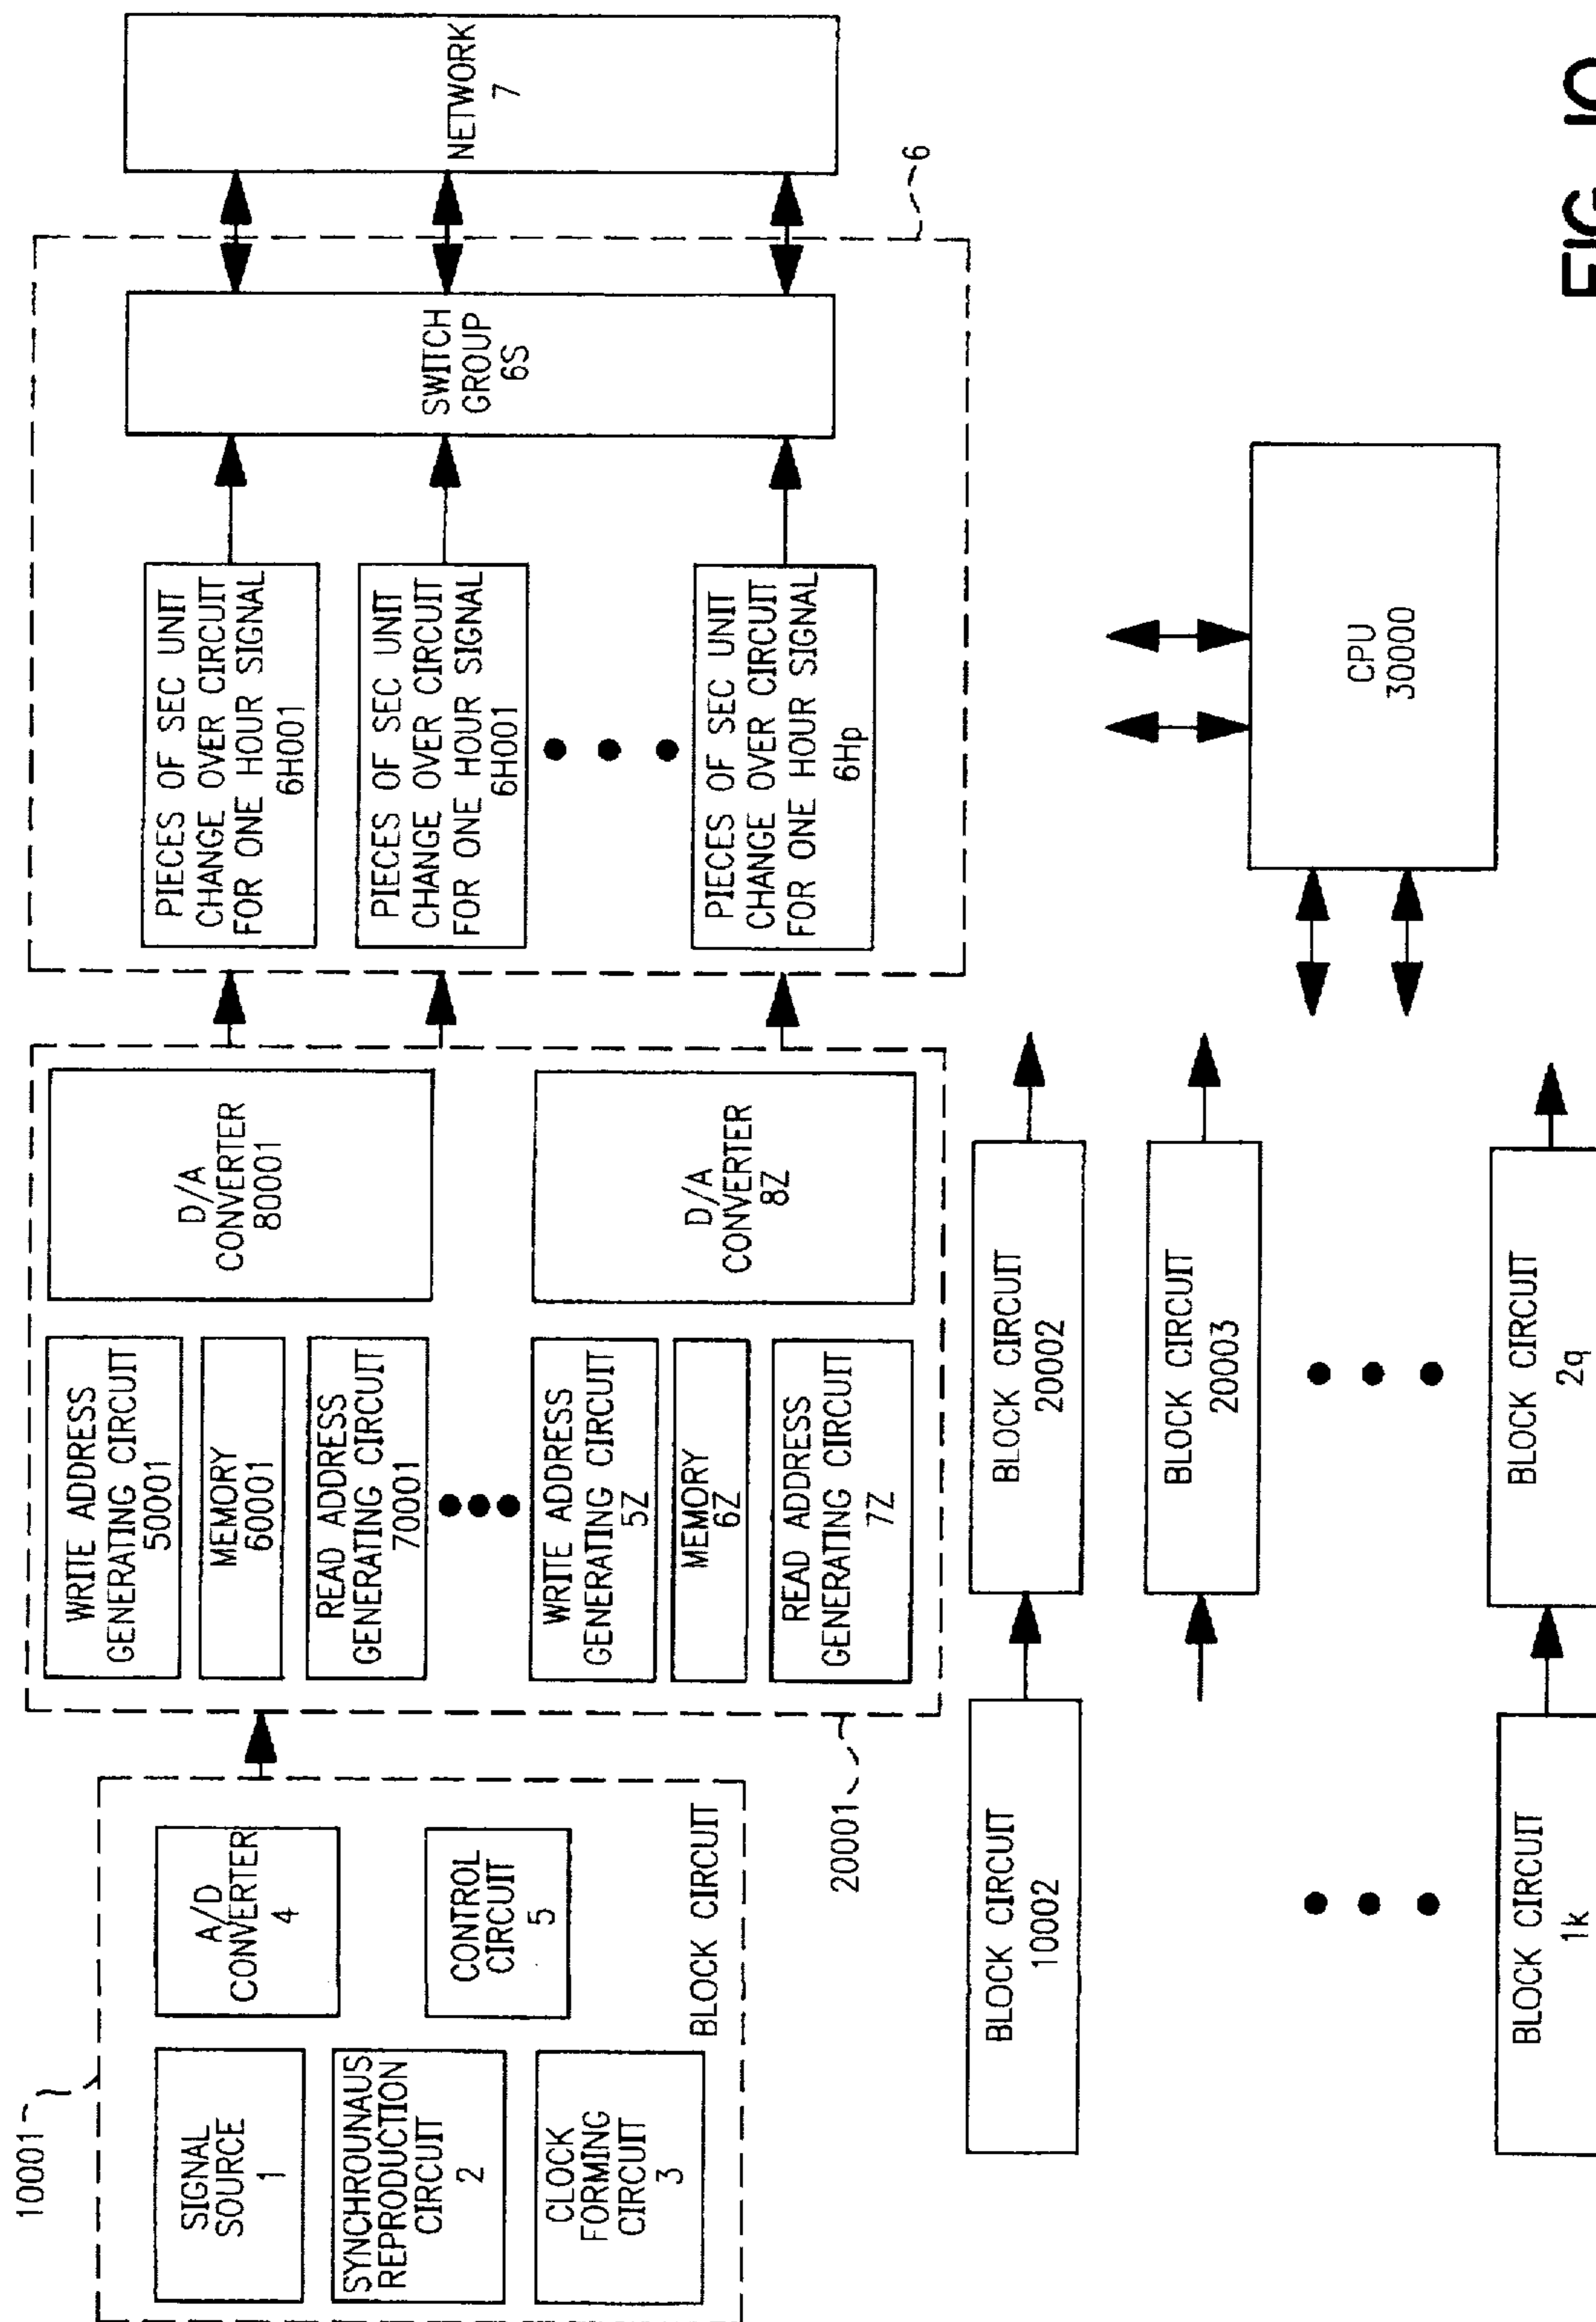 10001
SIGNAL
SOURCE
1
SYNCHROUNAUS
REPRODUCTION
CIRCUIT
2
CLOCK
FORMING
CIRCUIT
3
A/D
CONVERTER
4
CONTROL
CIRCUIT
5
BLOCK CIRCUIT
20001
WRITE ADDRESS
GENERATING CIRCUIT
50001
MEMORY
60001
READ ADDRESS
GENERATING CIRCUIT
70001
WRITE ADDRESS
GENERATING CIRCUIT
5Z
MEMORY
6Z
READ ADDRESS
GENERATING CIRCUIT
7Z
D/A
CONVERTER
80001
D/A
CONVERTER
8Z
PIECES OF SEC UNIT
CHANGE OVER CIRCUIT
FOR ONE HOUR SIGNAL
6H001
PIECES OF SEC UNIT
CHANGE OVER CIRCUIT
FOR ONE HOUR SIGNAL
6H001
PIECES OF SEC UNIT
CHANGE OVER CIRCUIT
FOR ONE HOUR SIGNAL
6Hp
SWITCH
GROUP
6S
6
NETWORK
7
BLOCK CIRCUIT
10002
BLOCK CIRCUIT
20002
BLOCK CIRCUIT
20003
BLOCK CIRCUIT
1k
BLOCK CIRCUIT
2q
CPU
30000
FIG. 10